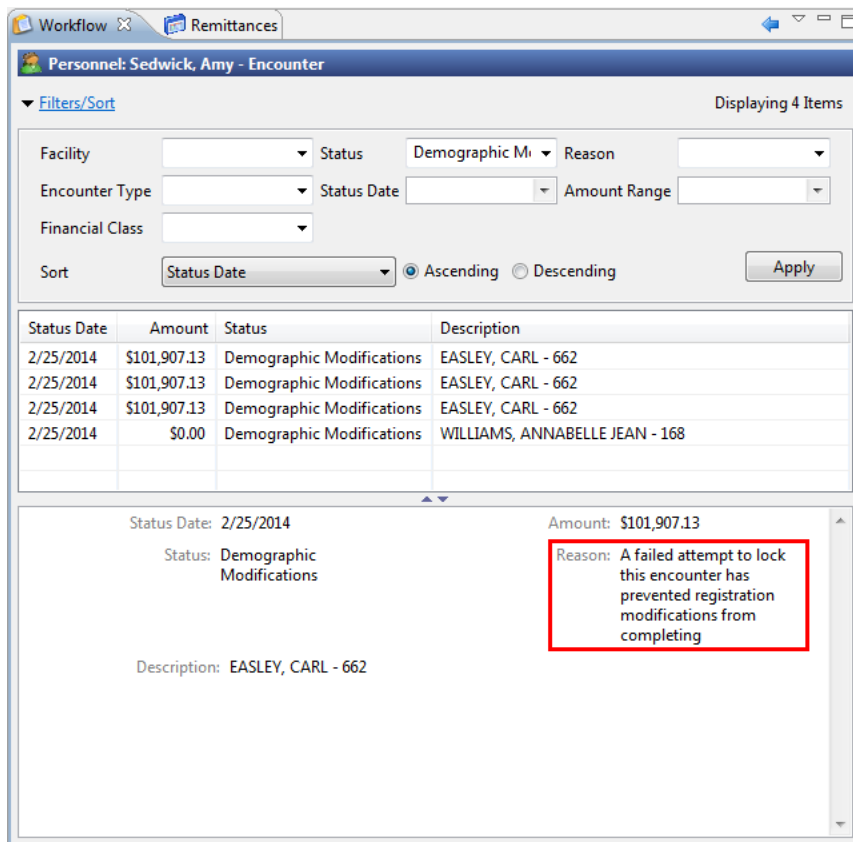 Workflow Remittances
Personnel: Sedwick, Amy - Encounter
Filters/Sort Displaying 4 Items
Facility Status Demographic Mo Reason
Encounter Type Status Date Amount Range
Financial Class
Sort Status Date Ascending Descending Apply
Status Date Amount Status Description
2/25/2014 $101,907.13 Demographic Modifications EASLEY, CARL - 662
2/25/2014 $101,907.13 Demographic Modifications EASLEY, CARL - 662
2/25/2014 $101,907.13 Demographic Modifications EASLEY, CARL - 662
2/25/2014 $0.00 Demographic Modifications WILLIAMS, ANNABELLE JEAN - 168
Status Date: 2/25/2014 Amount: $101,907.13
Status: Demographic Reason: A failed attempt to lock
Modifications this encounter has
prevented registration
modifications from
completing
Description: EASLEY, CARL - 662